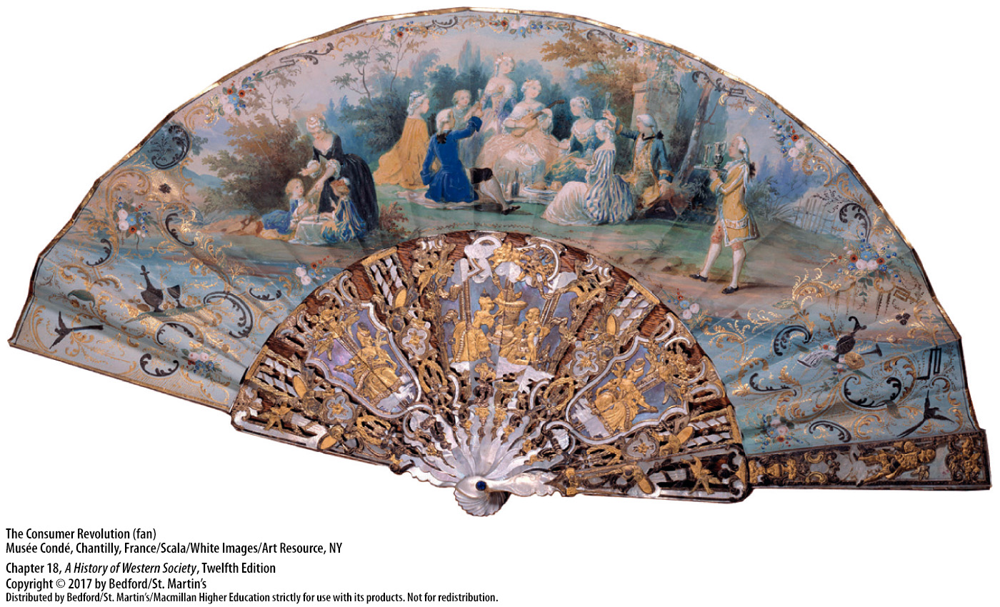 The Consumer Revolution (fan)
Musée Condé, Chantilly, France/Scala/White Images/Art Resource, NY
Chapter 18, A History of Western Society, Twelfth Edition
Copyright © 2017 by Bedford/St. Martin's
Distributed by Bedford/St. Martin's/Macmillan Higher Education strictly for use with its products. Not for redistribution.